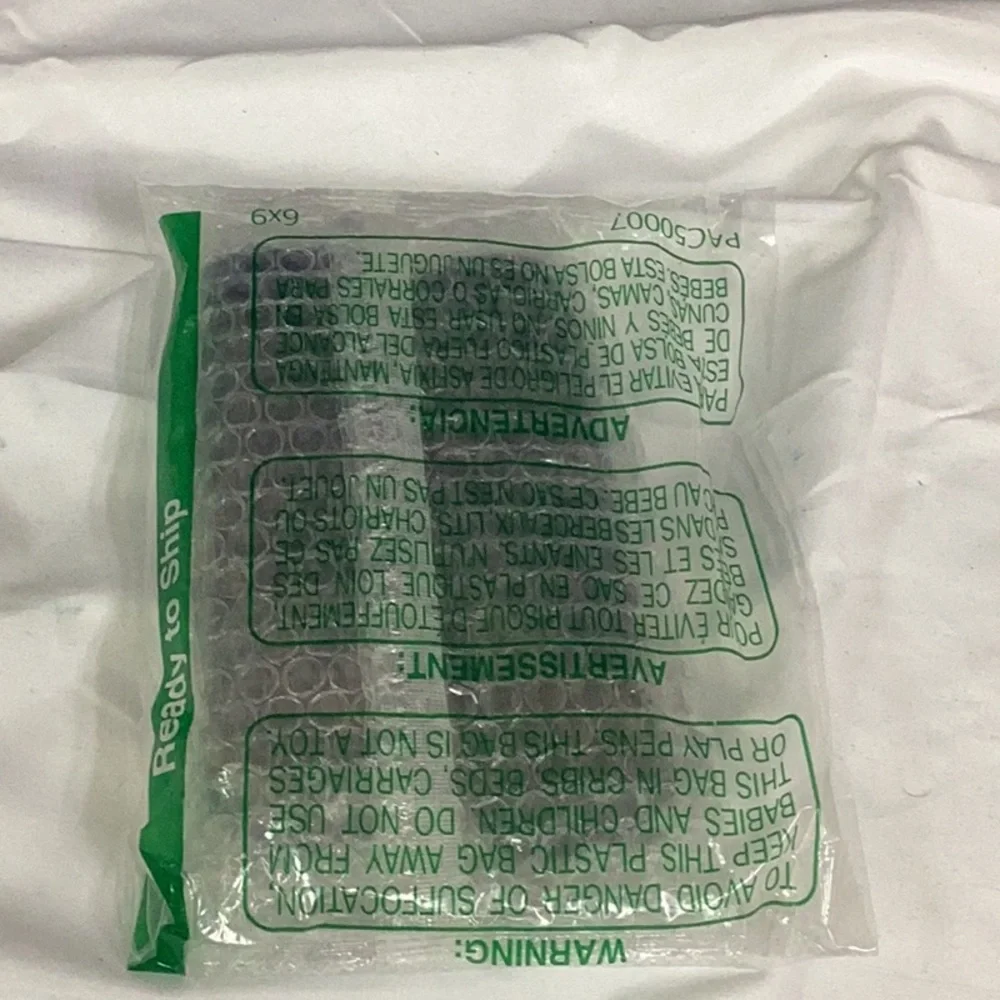 WARNING:
TO AVOID DANGER OF SUFFOCATION,
KEEP THIS PLASTIC BAG AWAY FROM
BABIES AND CHILDREN. DO NOT USE
THIS BAG IN CRIBS, BEDS, CARRIAGES
OR PLAY PENS. THIS BAG IS NOT A TOY.
AVERTISSEMENT:
POUR ÉVITER TOUT RISQUE D'ETOUFFEMENT,
GARDEZ CE SAC EN PLASTIQUE LOIN DES
ET LES ENFANTS. N'UTILISEZ PAS CE
DANS LES BERCEAUX, LITS, CHARIOTS OU
AU BEBE. CE SAC N'EST PAS UN JOUET.
ADVERTENCIA:
PARA EVITAR EL PELIGRO DE ASFIXIA, MANTENGA
ESTA BOLSA DE PLASTICO FUERA DEL ALCANCE
DE BEBES Y NINOS. NO USAR ESTA BOLSA EN
CUNAS, CAMAS, CARRIOLAS O CORRALES PARA
BEBES. ESTA BOLSA NO ES UN JUGUETE.
PAC50007
6x9
Ready to Ship